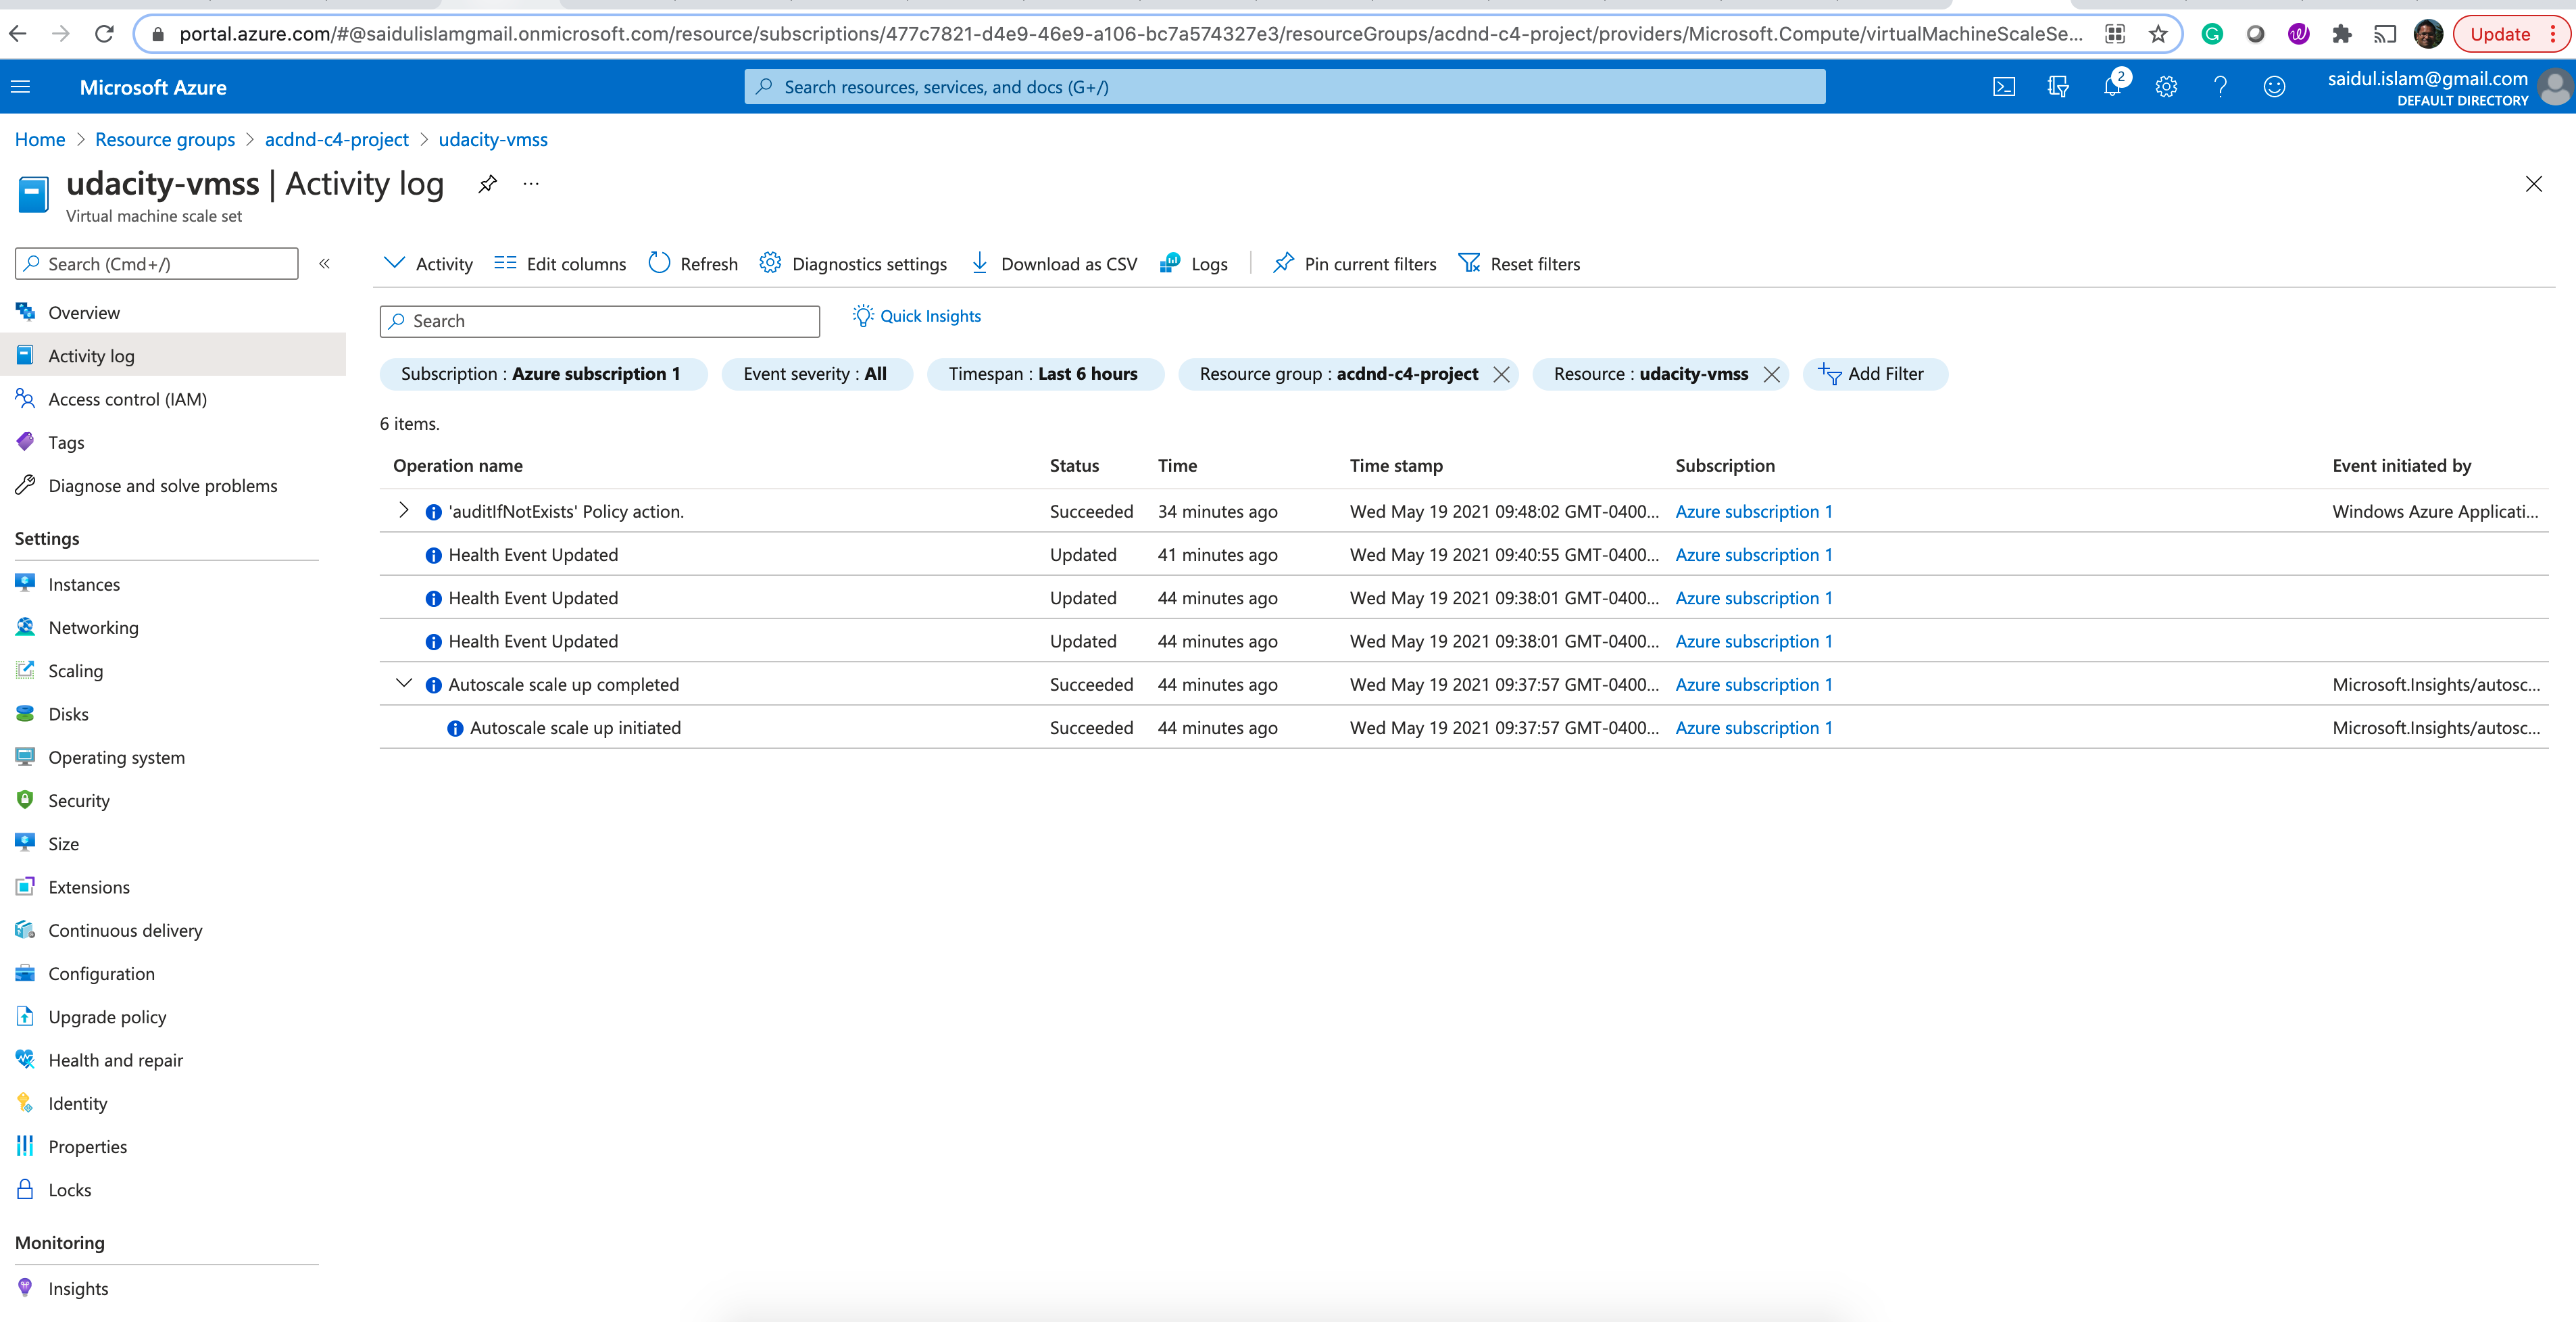 portal.azure.com/#@saidulislamgmail.onmicrosoft.com/resource/subscriptions/477c7821-d4e9-46e9-a106-bc7a574327e3/resourceGroups/acdnd-c4-project/providers/Microsoft.Compute/virtualMachineScaleSe... Update
Microsoft Azure Search resources, services, and docs (G+/) 2 saidul.islam@gmail.com
DEFAULT DIRECTORY
Home > Resource groups > acdnd-c4-project > udacity-vmss
udacity-vmss | Activity log ...
Virtual machine scale set
Search (Cmd+/) «
Activity Edit columns Refresh Diagnostics settings Download as CSV Logs Pin current filters Reset filters
Overview
Activity log
Access control (IAM)
Tags
Diagnose and solve problems
Settings
Instances
Networking
Scaling
Disks
Operating system
Security
Size
Extensions
Continuous delivery
Configuration
Upgrade policy
Health and repair
Identity
Properties
Locks
Monitoring
Insights
Search Quick Insights
Subscription : Azure subscription 1 Event severity : All Timespan : Last 6 hours Resource group : acdnd-c4-project Resource : udacity-vmss Add Filter
6 items.
Operation name Status Time Time stamp Subscription Event initiated by
'auditIfNotExists' Policy action. Succeeded 34 minutes ago Wed May 19 2021 09:48:02 GMT-0400... Azure subscription 1 Windows Azure Applicati...
Health Event Updated Updated 41 minutes ago Wed May 19 2021 09:40:55 GMT-0400... Azure subscription 1
Health Event Updated Updated 44 minutes ago Wed May 19 2021 09:38:01 GMT-0400... Azure subscription 1
Health Event Updated Updated 44 minutes ago Wed May 19 2021 09:38:01 GMT-0400... Azure subscription 1
Autoscale scale up completed Succeeded 44 minutes ago Wed May 19 2021 09:37:57 GMT-0400... Azure subscription 1 Microsoft.Insights/autosc...
Autoscale scale up initiated Succeeded 44 minutes ago Wed May 19 2021 09:37:57 GMT-0400... Azure subscription 1 Microsoft.Insights/autosc...